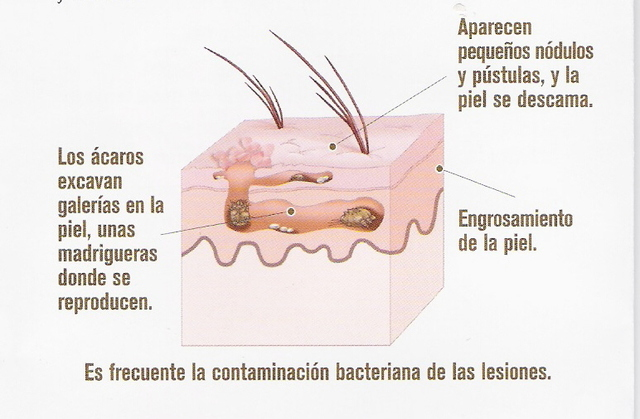 Aparecen
pequeños nódulos
y pústulas, y la
piel se descama.
Los ácaros
excavan
galerías en la
piel, unas
madrigueras
donde se
reproducen.
Engrosamiento
de la piel.
Es frecuente la contaminación bacteriana de las lesiones.